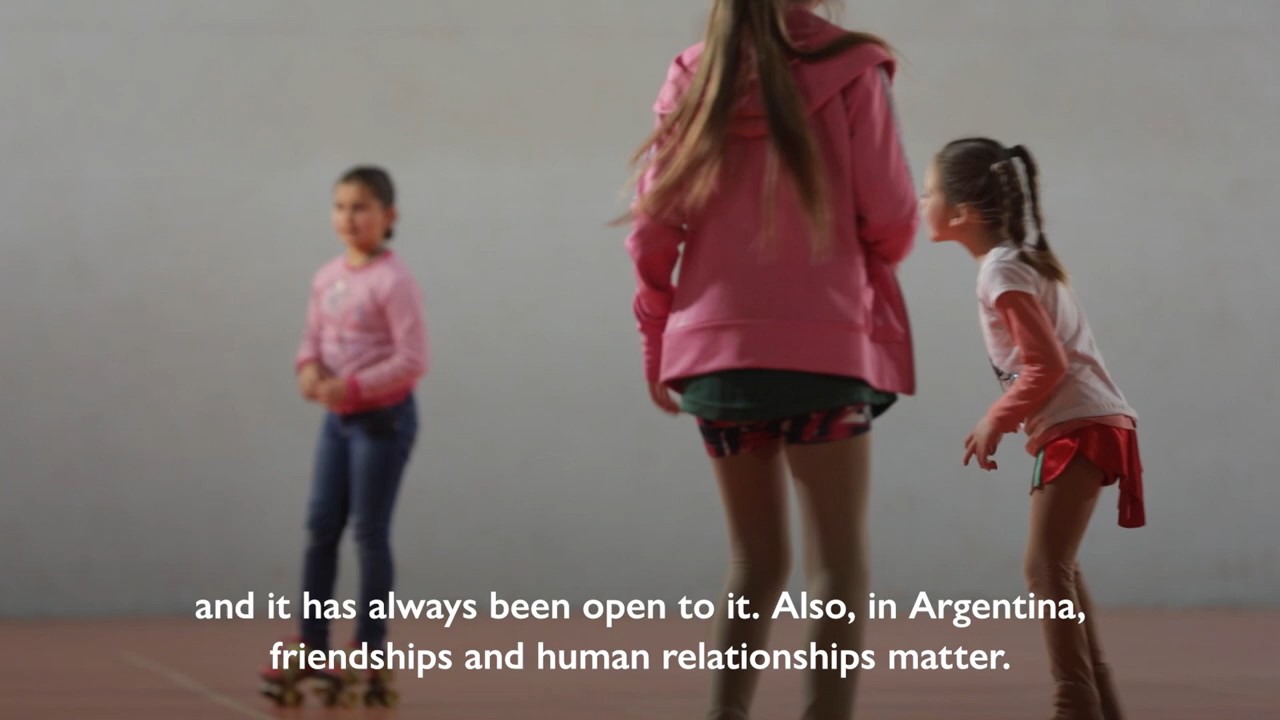 and it has always been open to it. Also, in Argentina,
friendships and human relationships matter.